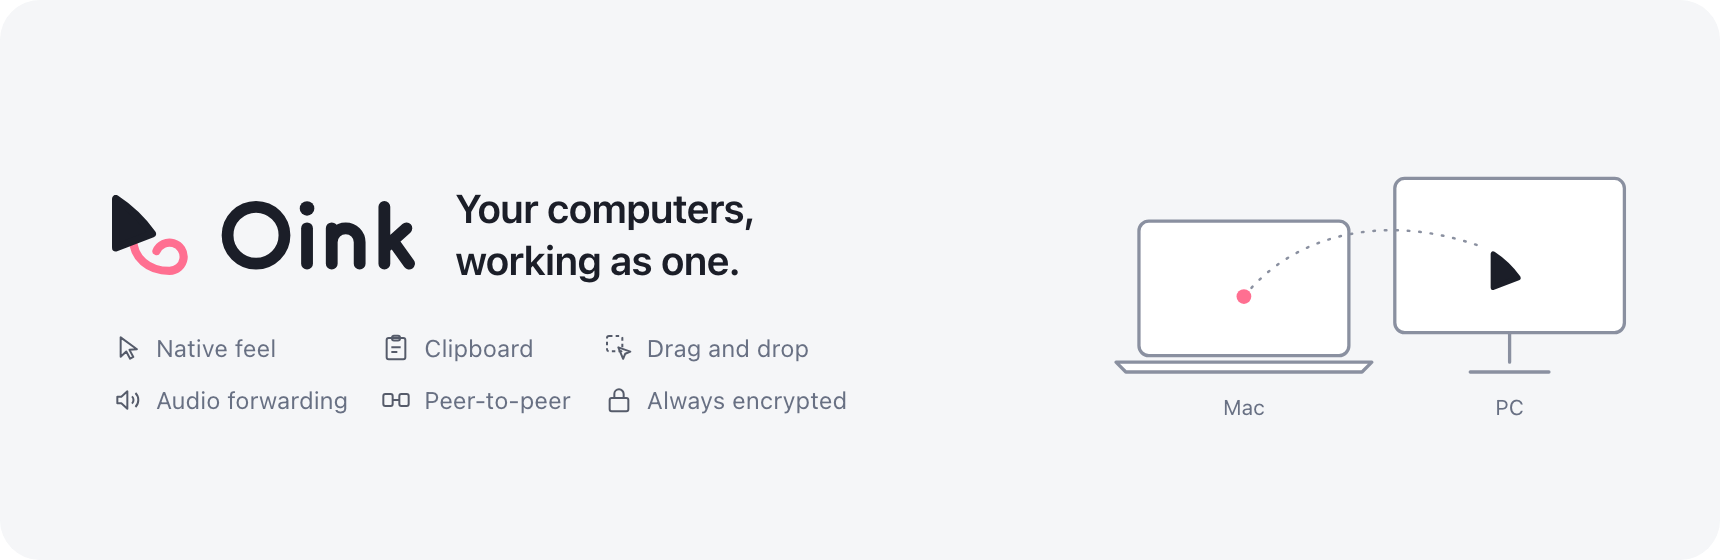 Oink
Your computers,
working as one.
Native feel
Clipboard
Drag and drop
Audio forwarding
Peer-to-peer
Always encrypted
Mac
PC